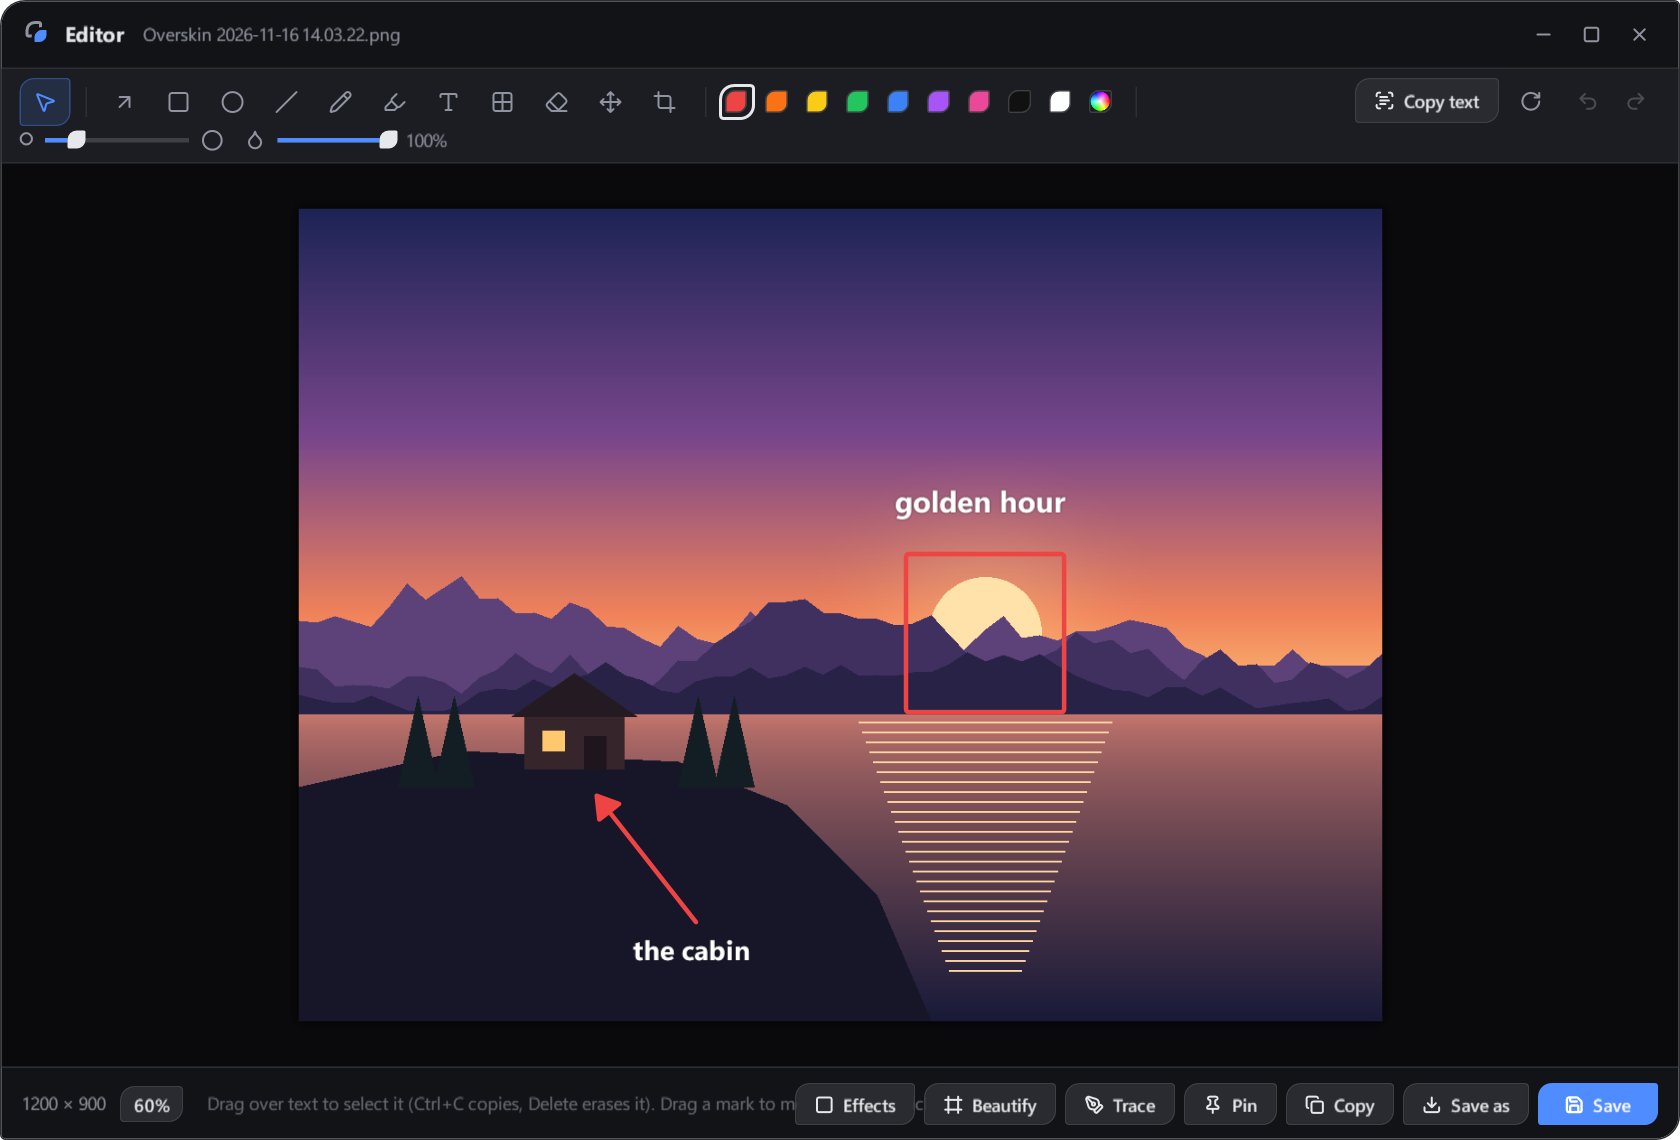 Editor Overskin 2026-11-16 14.03.22.png
Copy text
100%
golden hour
the cabin
1200 × 900 60% Drag over text to select it (Ctrl+C copies, Delete erases it). Drag a mark to m Effects c Beautify Trace Pin Copy Save as Save